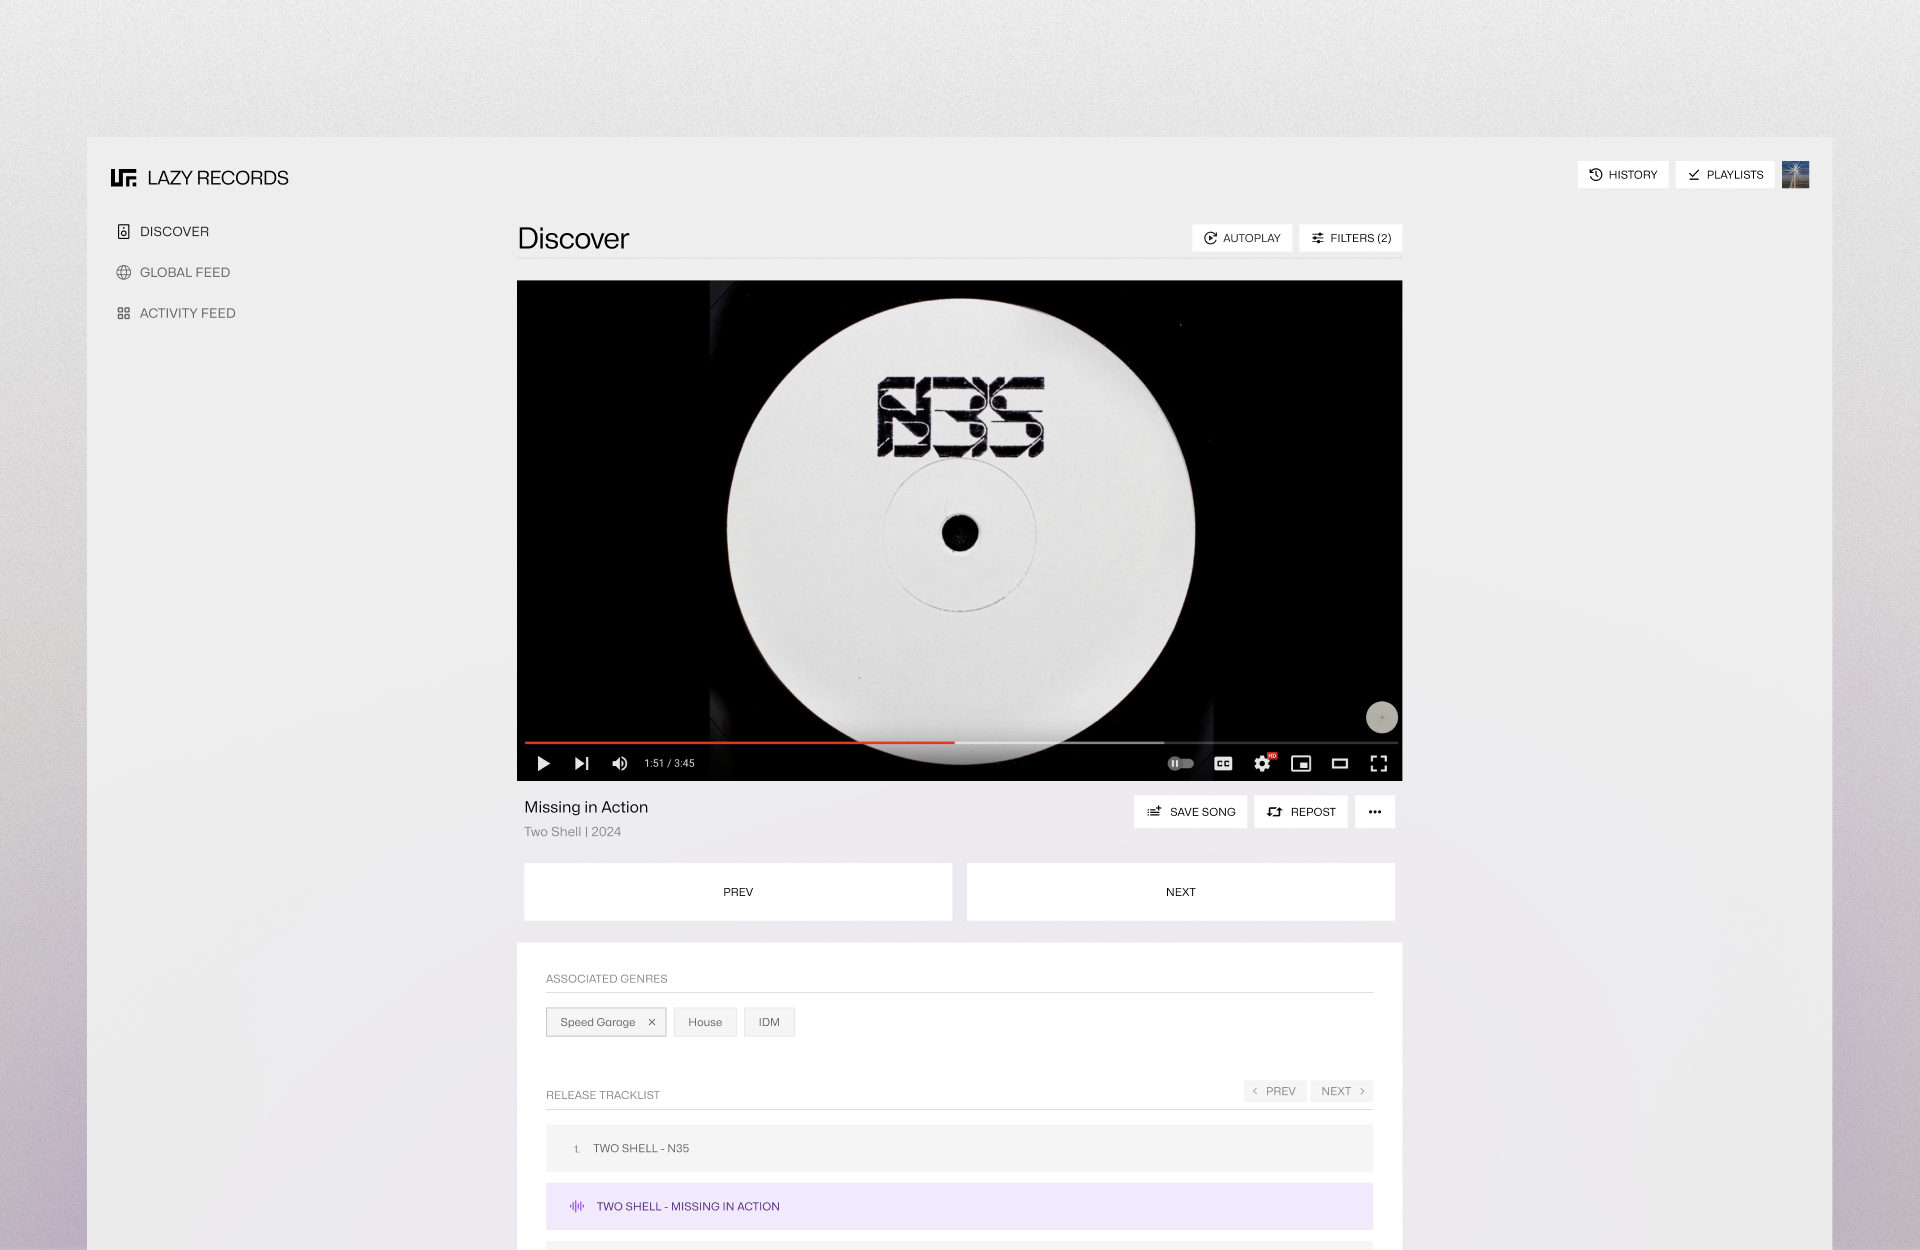 LAZY RECORDS
HISTORY
PLAYLISTS
DISCOVER
GLOBAL FEED
ACTIVITY FEED
Discover
AUTOPLAY
FILTERS (2)
N35
1:51 / 3:45
CC
HD
Missing in Action
Two Shell | 2024
SAVE SONG
REPOST
PREV
NEXT
ASSOCIATED GENRES
Speed Garage
House
IDM
RELEASE TRACKLIST
PREV
NEXT
1. TWO SHELL - N35
TWO SHELL - MISSING IN ACTION